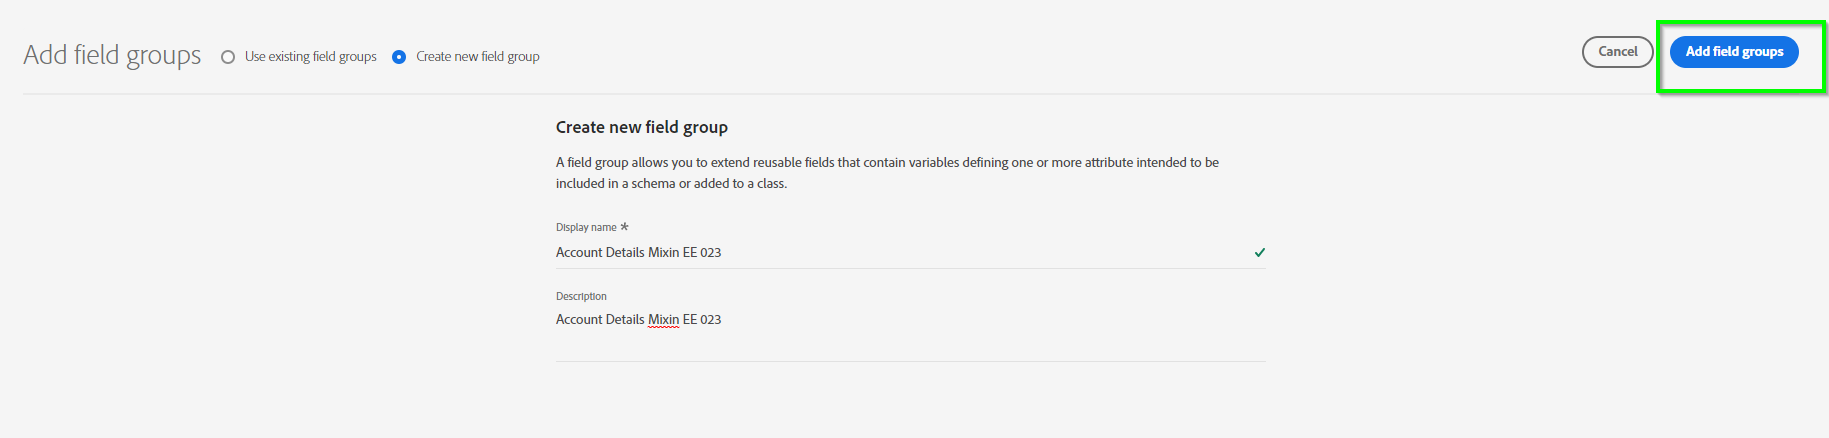 Add field groups
Use existing field groups
Create new field group
Cancel
Add field groups
Create new field group
A field group allows you to extend reusable fields that contain variables defining one or more attribute intended to be
included in a schema or added to a class.
Display name *
Account Details Mixin EE 023
Description
Account Details Mixin EE 023